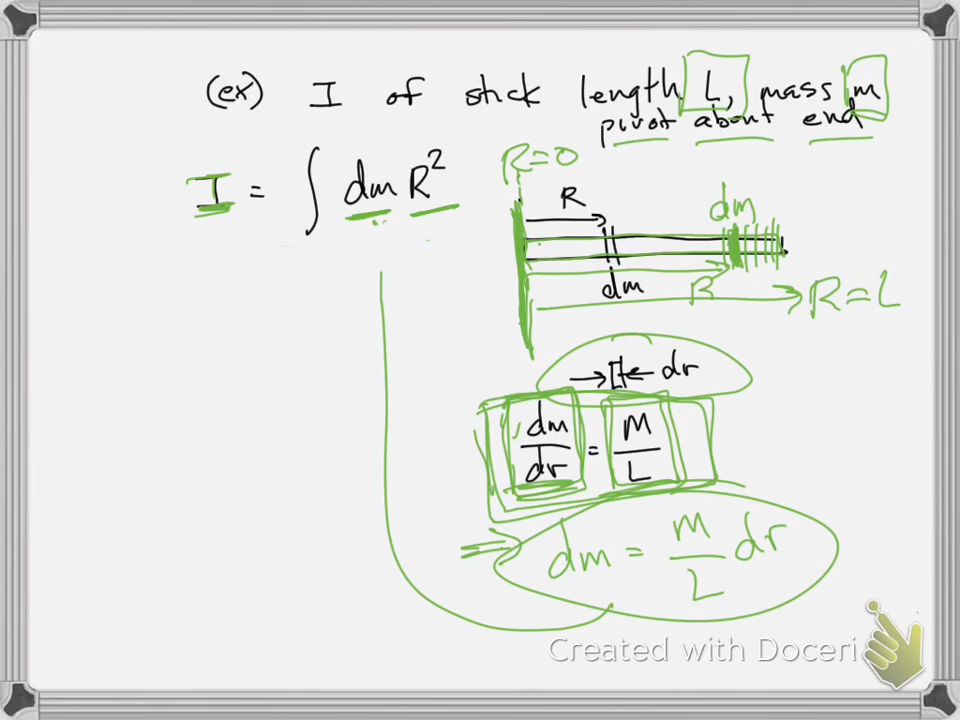 (ex) I of stick length L, mass m
pivot about end
I = ∫ dm R²
R=0
R
dm
dm
R
R=L
dr
dm/dr = M/L
⇒ dm = M/L dr
Created with Doceri